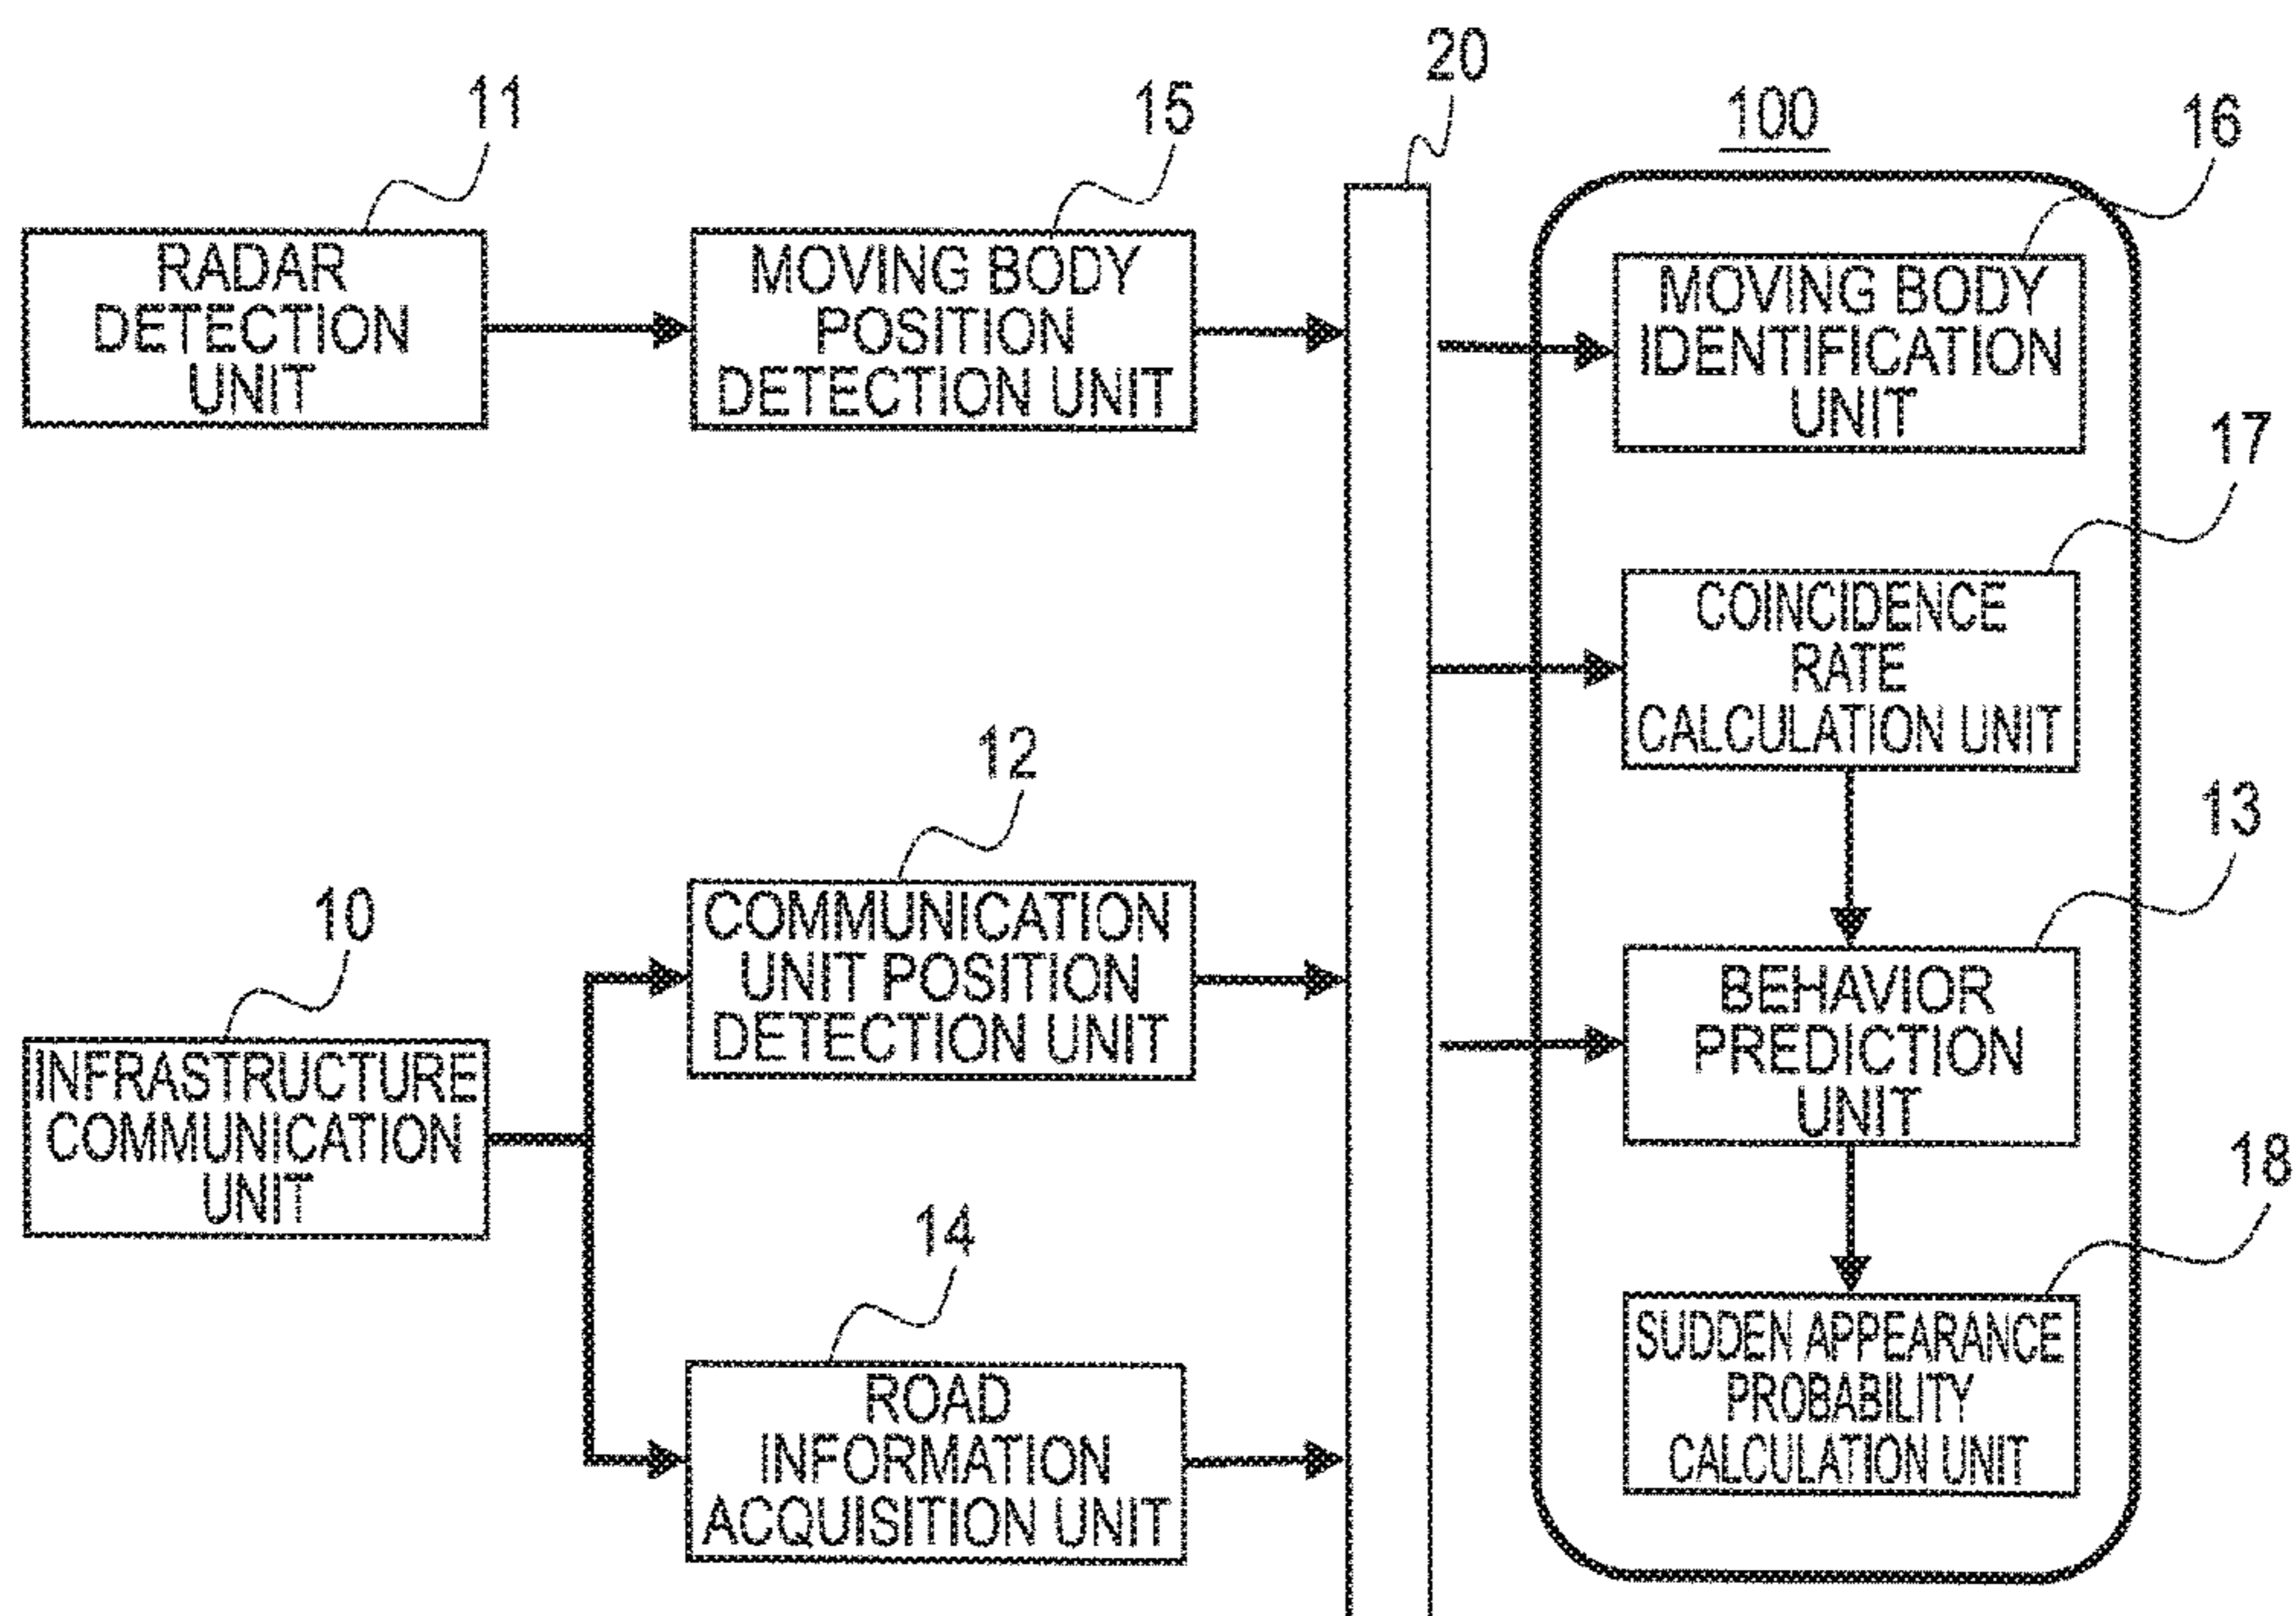 20
11
15
100
16
RADAR
DETECTION
UNIT
MOVING BODY
POSITION
DETECTION UNIT
MOVING BODY
IDENTIFICATION
UNIT
17
COINCIDENCE
RATE
CALCULATION UNIT
12
13
10
COMMUNICATION
UNIT POSITION
DETECTION UNIT
BEHAVIOR
PREDICTION
UNIT
INFRASTRUCTURE
COMMUNICATION
UNIT
18
14
SUDDEN APPEARANCE
PROBABILITY
CALCULATION UNIT
ROAD
INFORMATION
ACQUISITION UNIT